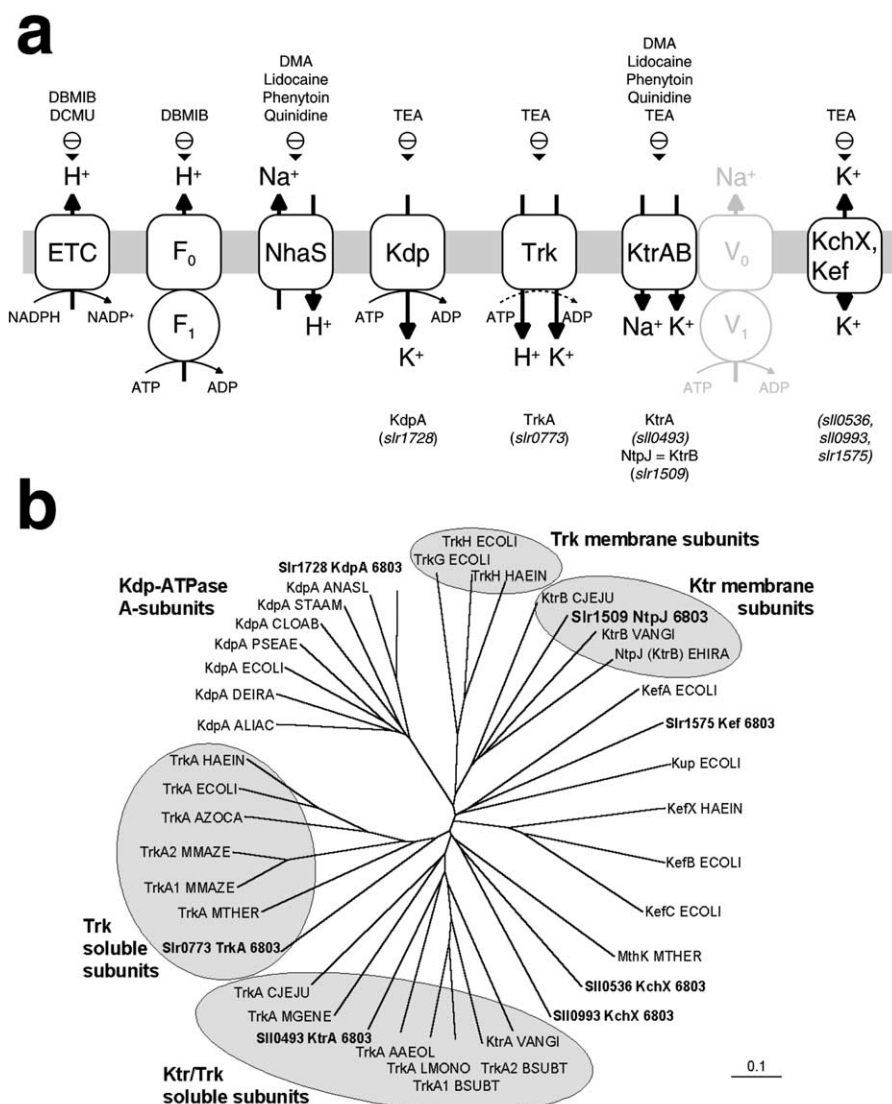 a
DBMIB
DCMU
DBMIB
DMA
Lidocaine
Phenytoin
Quinidine
TEA
TEA
DMA
Lidocaine
Phenytoin
Quinidine
TEA
TEA
H+
H+
Na+
Na+
K+
ETC
F0
NhaS
Kdp
Trk
KtrAB
V0
KchX,
Kef
NADPH
NADP+
F1
H+
ATP
ADP
K+
ATP
ADP
H+
K+
Na+
K+
V1
K+
ATP
ADP
ATP
ADP
KdpA
(slr1728)
TrkA
(slr0773)
KtrA
(sll0493)
NtpJ = KtrB
(slr1509)
(sll0536,
sll0993,
slr1575)
b
Kdp-ATPase
A-subunits
Slr1728 KdpA 6803
KdpA ANASL
KdpA STAAM
KdpA CLOAB
KdpA PSEAE
KdpA ECOLI
KdpA DEIRA
KdpA ALIAC
TrkH ECOLI
TrkG ECOLI
TrkH HAEIN
Trk membrane subunits
Ktr membrane
subunits
KtrB CJEJU
Slr1509 NtpJ 6803
KtrB VANGI
NtpJ (KtrB) EHIRA
KefA ECOLI
Slr1575 Kef 6803
Kup ECOLI
KefX HAEIN
KefB ECOLI
KefC ECOLI
MthK MTHER
Sll0536 KchX 6803
Sll0993 KchX 6803
TrkA HAEIN
TrkA ECOLI
TrkA AZOCA
TrkA2 MMAZE
TrkA1 MMAZE
TrkA MTHER
Slr0773 TrkA 6803
Trk
soluble
subunits
TrkA CJEJU
TrkA MGENE
Sll0493 KtrA 6803
TrkA AAEOL
TrkA LMONO
TrkA1 BSUBT
KtrA VANGI
TrkA2 BSUBT
Ktr/Trk
soluble subunits
0.1